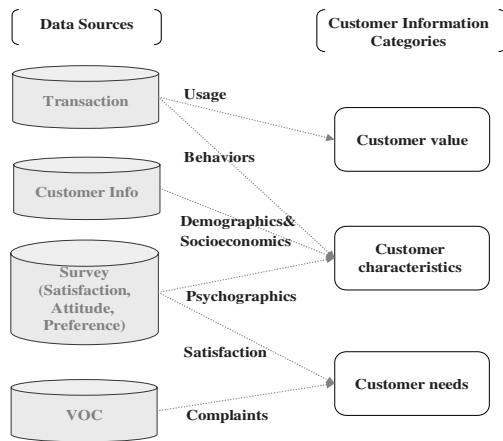 Data Sources
Customer Information
Categories
Transaction
Usage
Customer value
Behaviors
Customer Info
Demographics&
Socioeconomics
Customer
characteristics
Survey
(Satisfaction,
Attitude,
Preference)
Psychographics
Satisfaction
Customer needs
VOC
Complaints